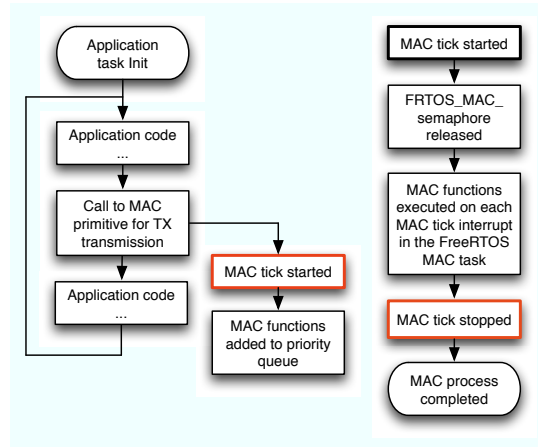 Application
task Init
Application code
...
Call to MAC
primitive for TX
transmission
Application code
...
MAC tick started
MAC functions
added to priority
queue
MAC tick started
FRTOS_MAC_
semaphore
released
MAC functions
executed on each
MAC tick interrupt
in the FreeRTOS
MAC task
MAC tick stopped
MAC process
completed